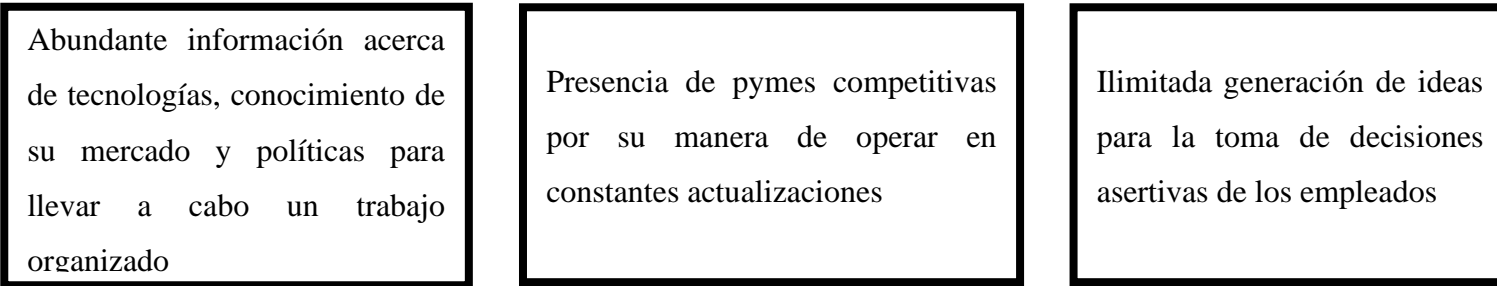 Abundante información acerca
de tecnologías, conocimiento de
su mercado y políticas para
llevar a cabo un trabajo
organizado
Presencia de pymes competitivas
por su manera de operar en
constantes actualizaciones
Ilimitada generación de ideas
para la toma de decisiones
asertivas de los empleados